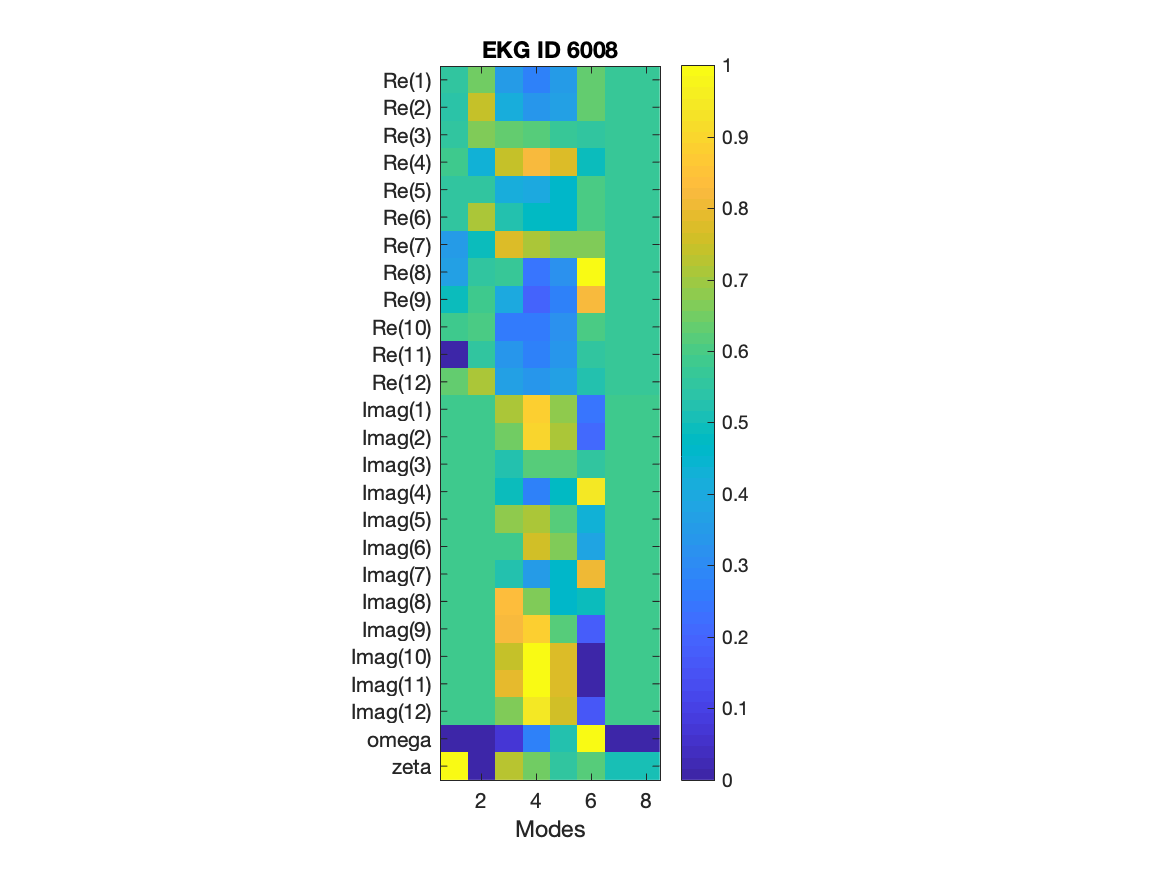 EKG ID 6008
Re(1)
Re(2)
Re(3)
Re(4)
Re(5)
Re(6)
Re(7)
Re(8)
Re(9)
Re(10)
Re(11)
Re(12)
Imag(1)
Imag(2)
Imag(3)
Imag(4)
Imag(5)
Imag(6)
Imag(7)
Imag(8)
Imag(9)
Imag(10)
Imag(11)
Imag(12)
omega
zeta
2 4 6 8
Modes
1
0.9
0.8
0.7
0.6
0.5
0.4
0.3
0.2
0.1
0